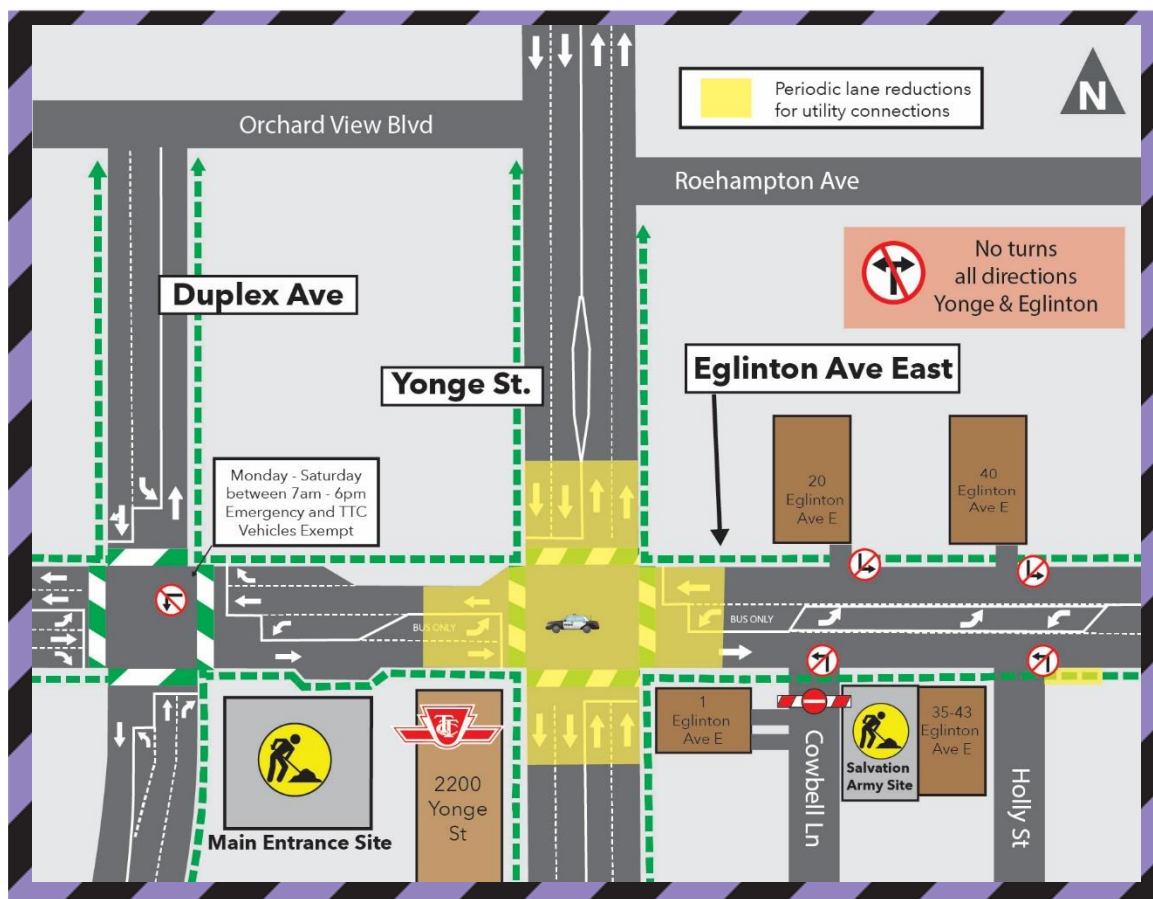 Periodic lane reductions
for utility connections
N
Orchard View Blvd
Roehampton Ave
No turns
all directions
Yonge & Eglinton
Duplex Ave
Yonge St.
Eglinton Ave East
Monday - Saturday
between 7am - 6pm
Emergency and TTC
Vehicles Exempt
20
Eglinton
Ave E
40
Eglinton
Ave E
BUS ONLY
BUS ONLY
Main Entrance Site
TTC
2200
Yonge
St
1
Eglinton
Ave E
Cowbell Ln
Salvation
Army Site
35-43
Eglinton
Ave E
Holly St